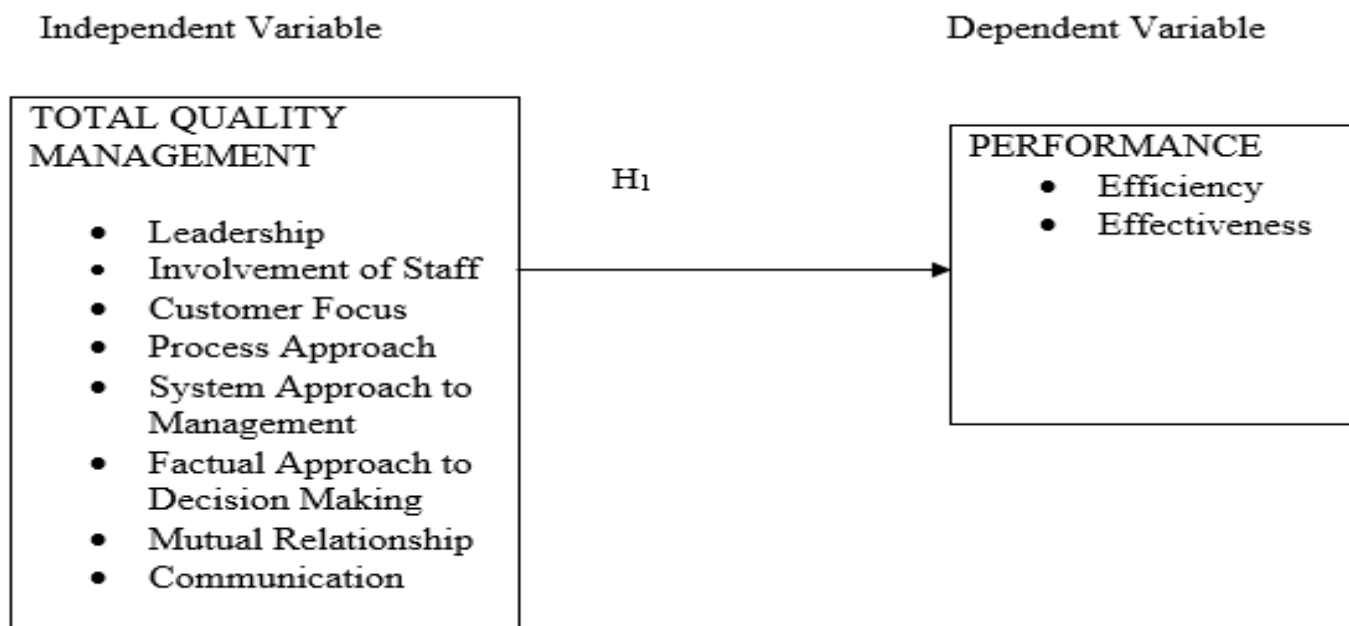 Independent Variable
Dependent Variable
TOTAL QUALITY
MANAGEMENT
• Leadership
• Involvement of Staff
• Customer Focus
• Process Approach
• System Approach to
Management
• Factual Approach to
Decision Making
• Mutual Relationship
• Communication
H1
PERFORMANCE
• Efficiency
• Effectiveness